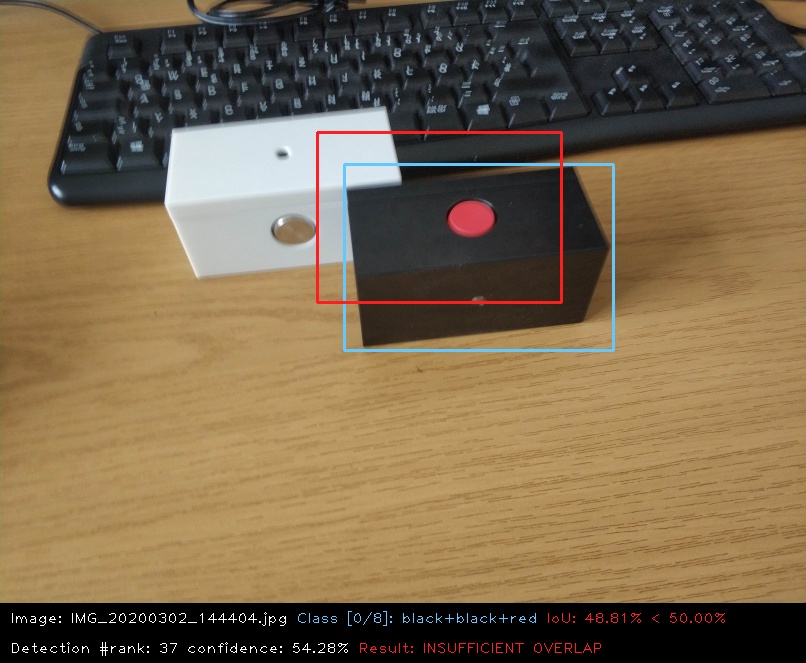 Image: IMG_20200302_144404.jpg Class [0/8]: black+black+red IoU: 48.81% < 50.00%
Detection #rank: 37 confidence: 54.28% Result: INSUFFICIENT OVERLAP